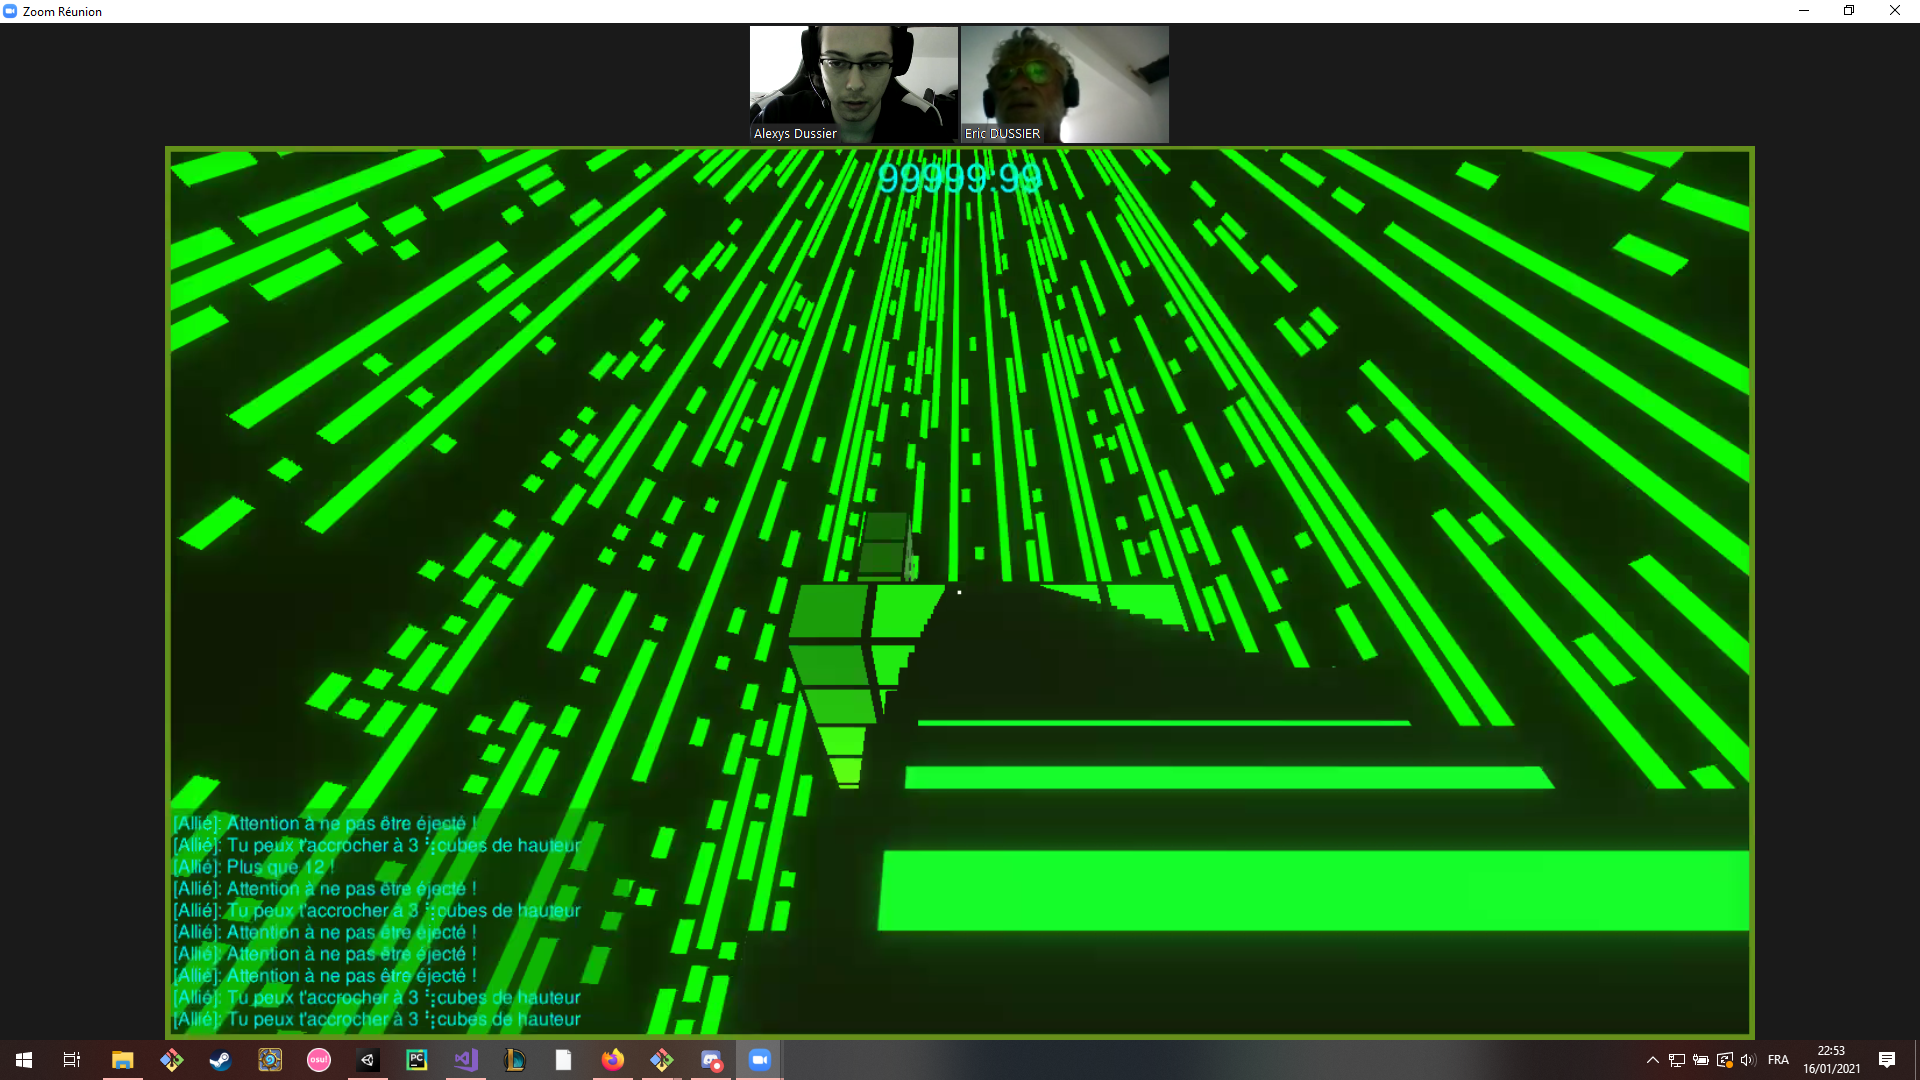 Zoom Réunion
Alexys Dussier
Eric DUSSIER
99999.99
[Allié]: Attention à ne pas être éjecté !
[Allié]: Tu peux t'accrocher à 3 cubes de hauteur
[Allié]: Plus que 12 !
[Allié]: Attention à ne pas être éjecté !
[Allié]: Tu peux t'accrocher à 3 cubes de hauteur
[Allié]: Attention à ne pas être éjecté !
[Allié]: Attention à ne pas être éjecté !
[Allié]: Attention à ne pas être éjecté !
[Allié]: Tu peux t'accrocher à 3 cubes de hauteur
[Allié]: Tu peux t'accrocher à 3 cubes de hauteur
osu!
PC
FRA
22:53
16/01/2021